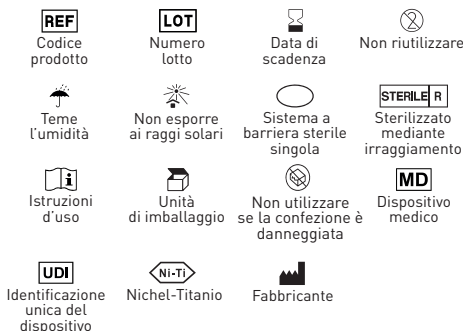 REF
Codice
prodotto
LOT
Numero
lotto
Data di
scadenza
2
Non riutilizzare
Teme
l'umidità
Non esporre
ai raggi solari
Sistema a
barriera sterile
singola
STERILE R
Sterilizzato
mediante
irraggiamento
i
Istruzioni
d'uso
Unità
di imballaggio
Non utilizzare
se la confezione è
danneggiata
MD
Dispositivo
medico
UDI
Identificazione
unica del
dispositivo
Ni-Ti
Nichel-Titanio
Fabbricante